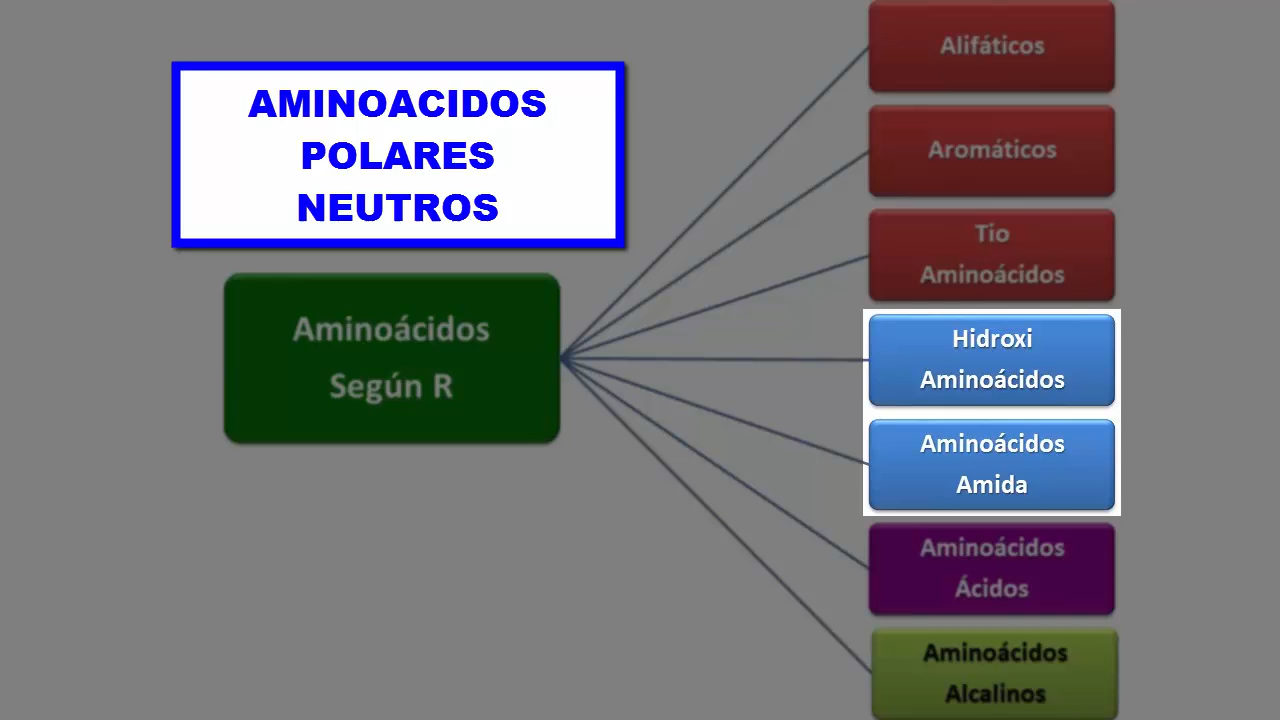 AMINOACIDOS
POLARES
NEUTROS
Aminoácidos
Según R
Alifáticos
Aromáticos
Tio
Aminoácidos
Hidroxi
Aminoácidos
Aminoácidos
Amida
Aminoácidos
Ácidos
Aminoácidos
Alcalinos